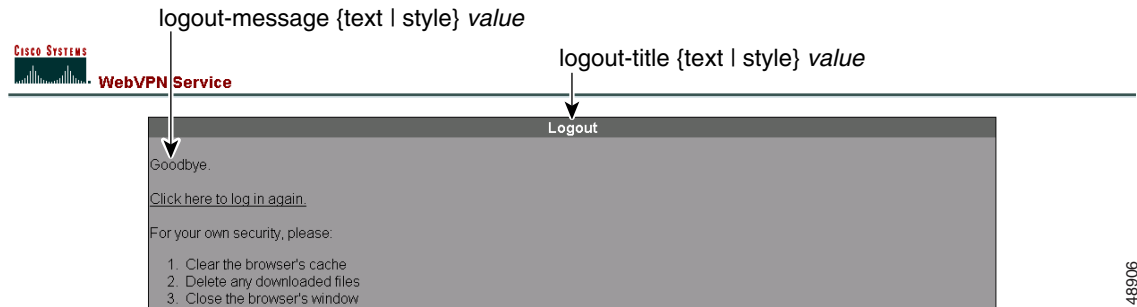 logout-message {text | style} value
logout-title {text | style} value
CISCO SYSTEMS
WebVPN Service
Logout
Goodbye.
Click here to log in again.
For your own security, please:
1. Clear the browser's cache
2. Delete any downloaded files
3. Close the browser's window
48906